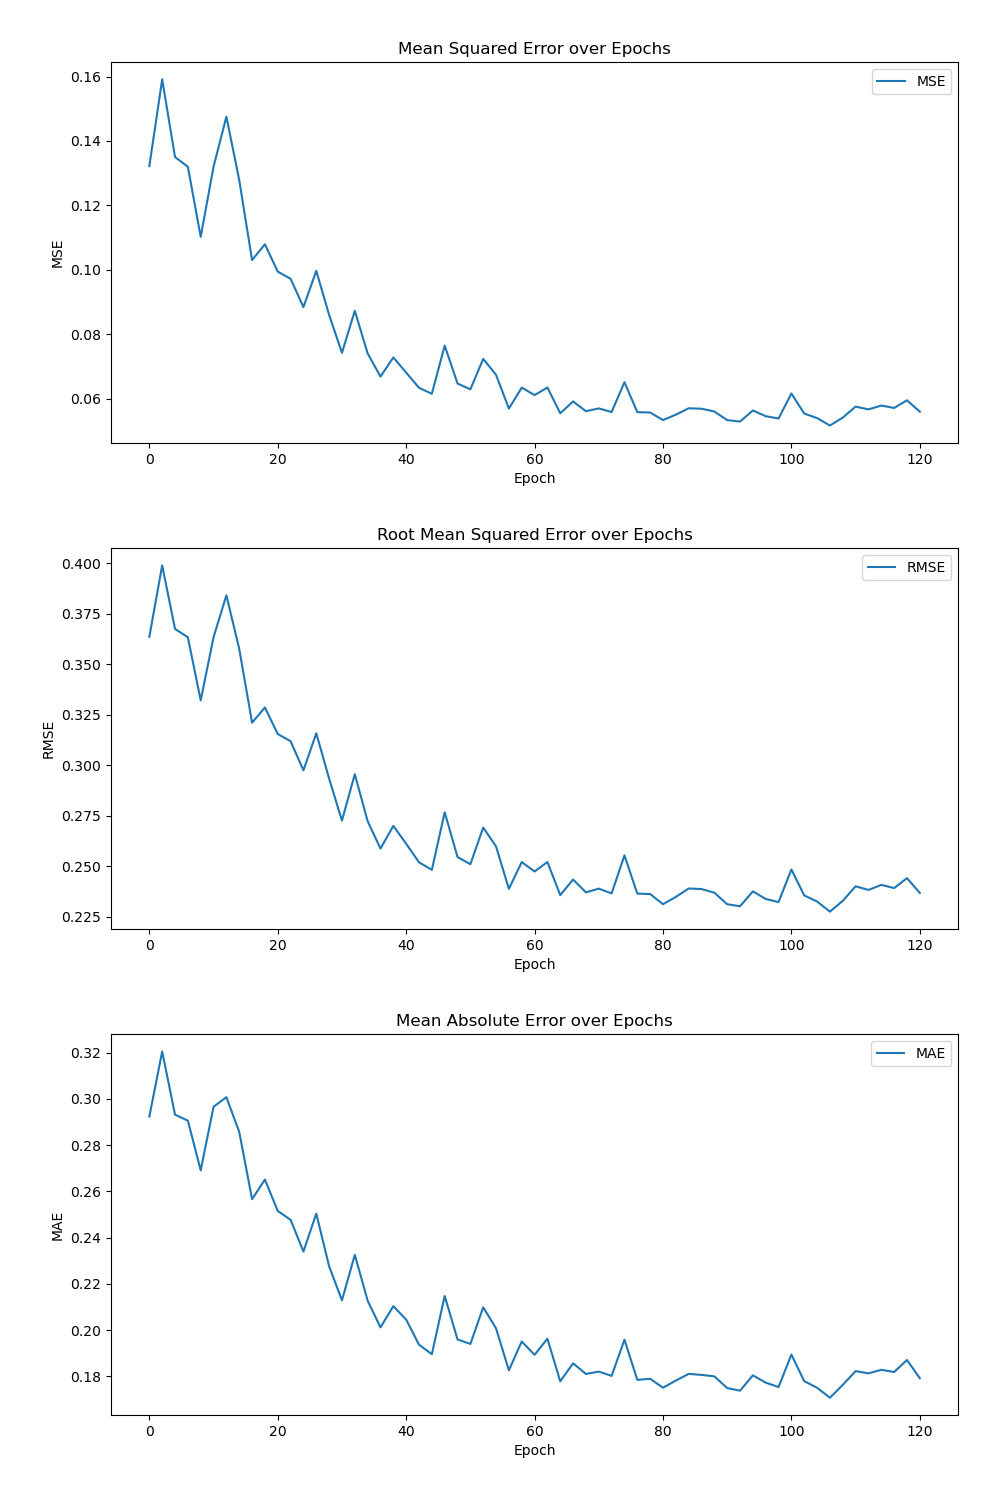 Mean Squared Error over Epochs
MSE
0.16
0.14
0.12
0.10
0.08
0.06
MSE
0 20 40 60 80 100 120
Epoch
Root Mean Squared Error over Epochs
RMSE
0.400
0.375
0.350
0.325
0.300
0.275
0.250
0.225
RMSE
0 20 40 60 80 100 120
Epoch
Mean Absolute Error over Epochs
MAE
0.32
0.30
0.28
0.26
0.24
0.22
0.20
0.18
MAE
0 20 40 60 80 100 120
Epoch